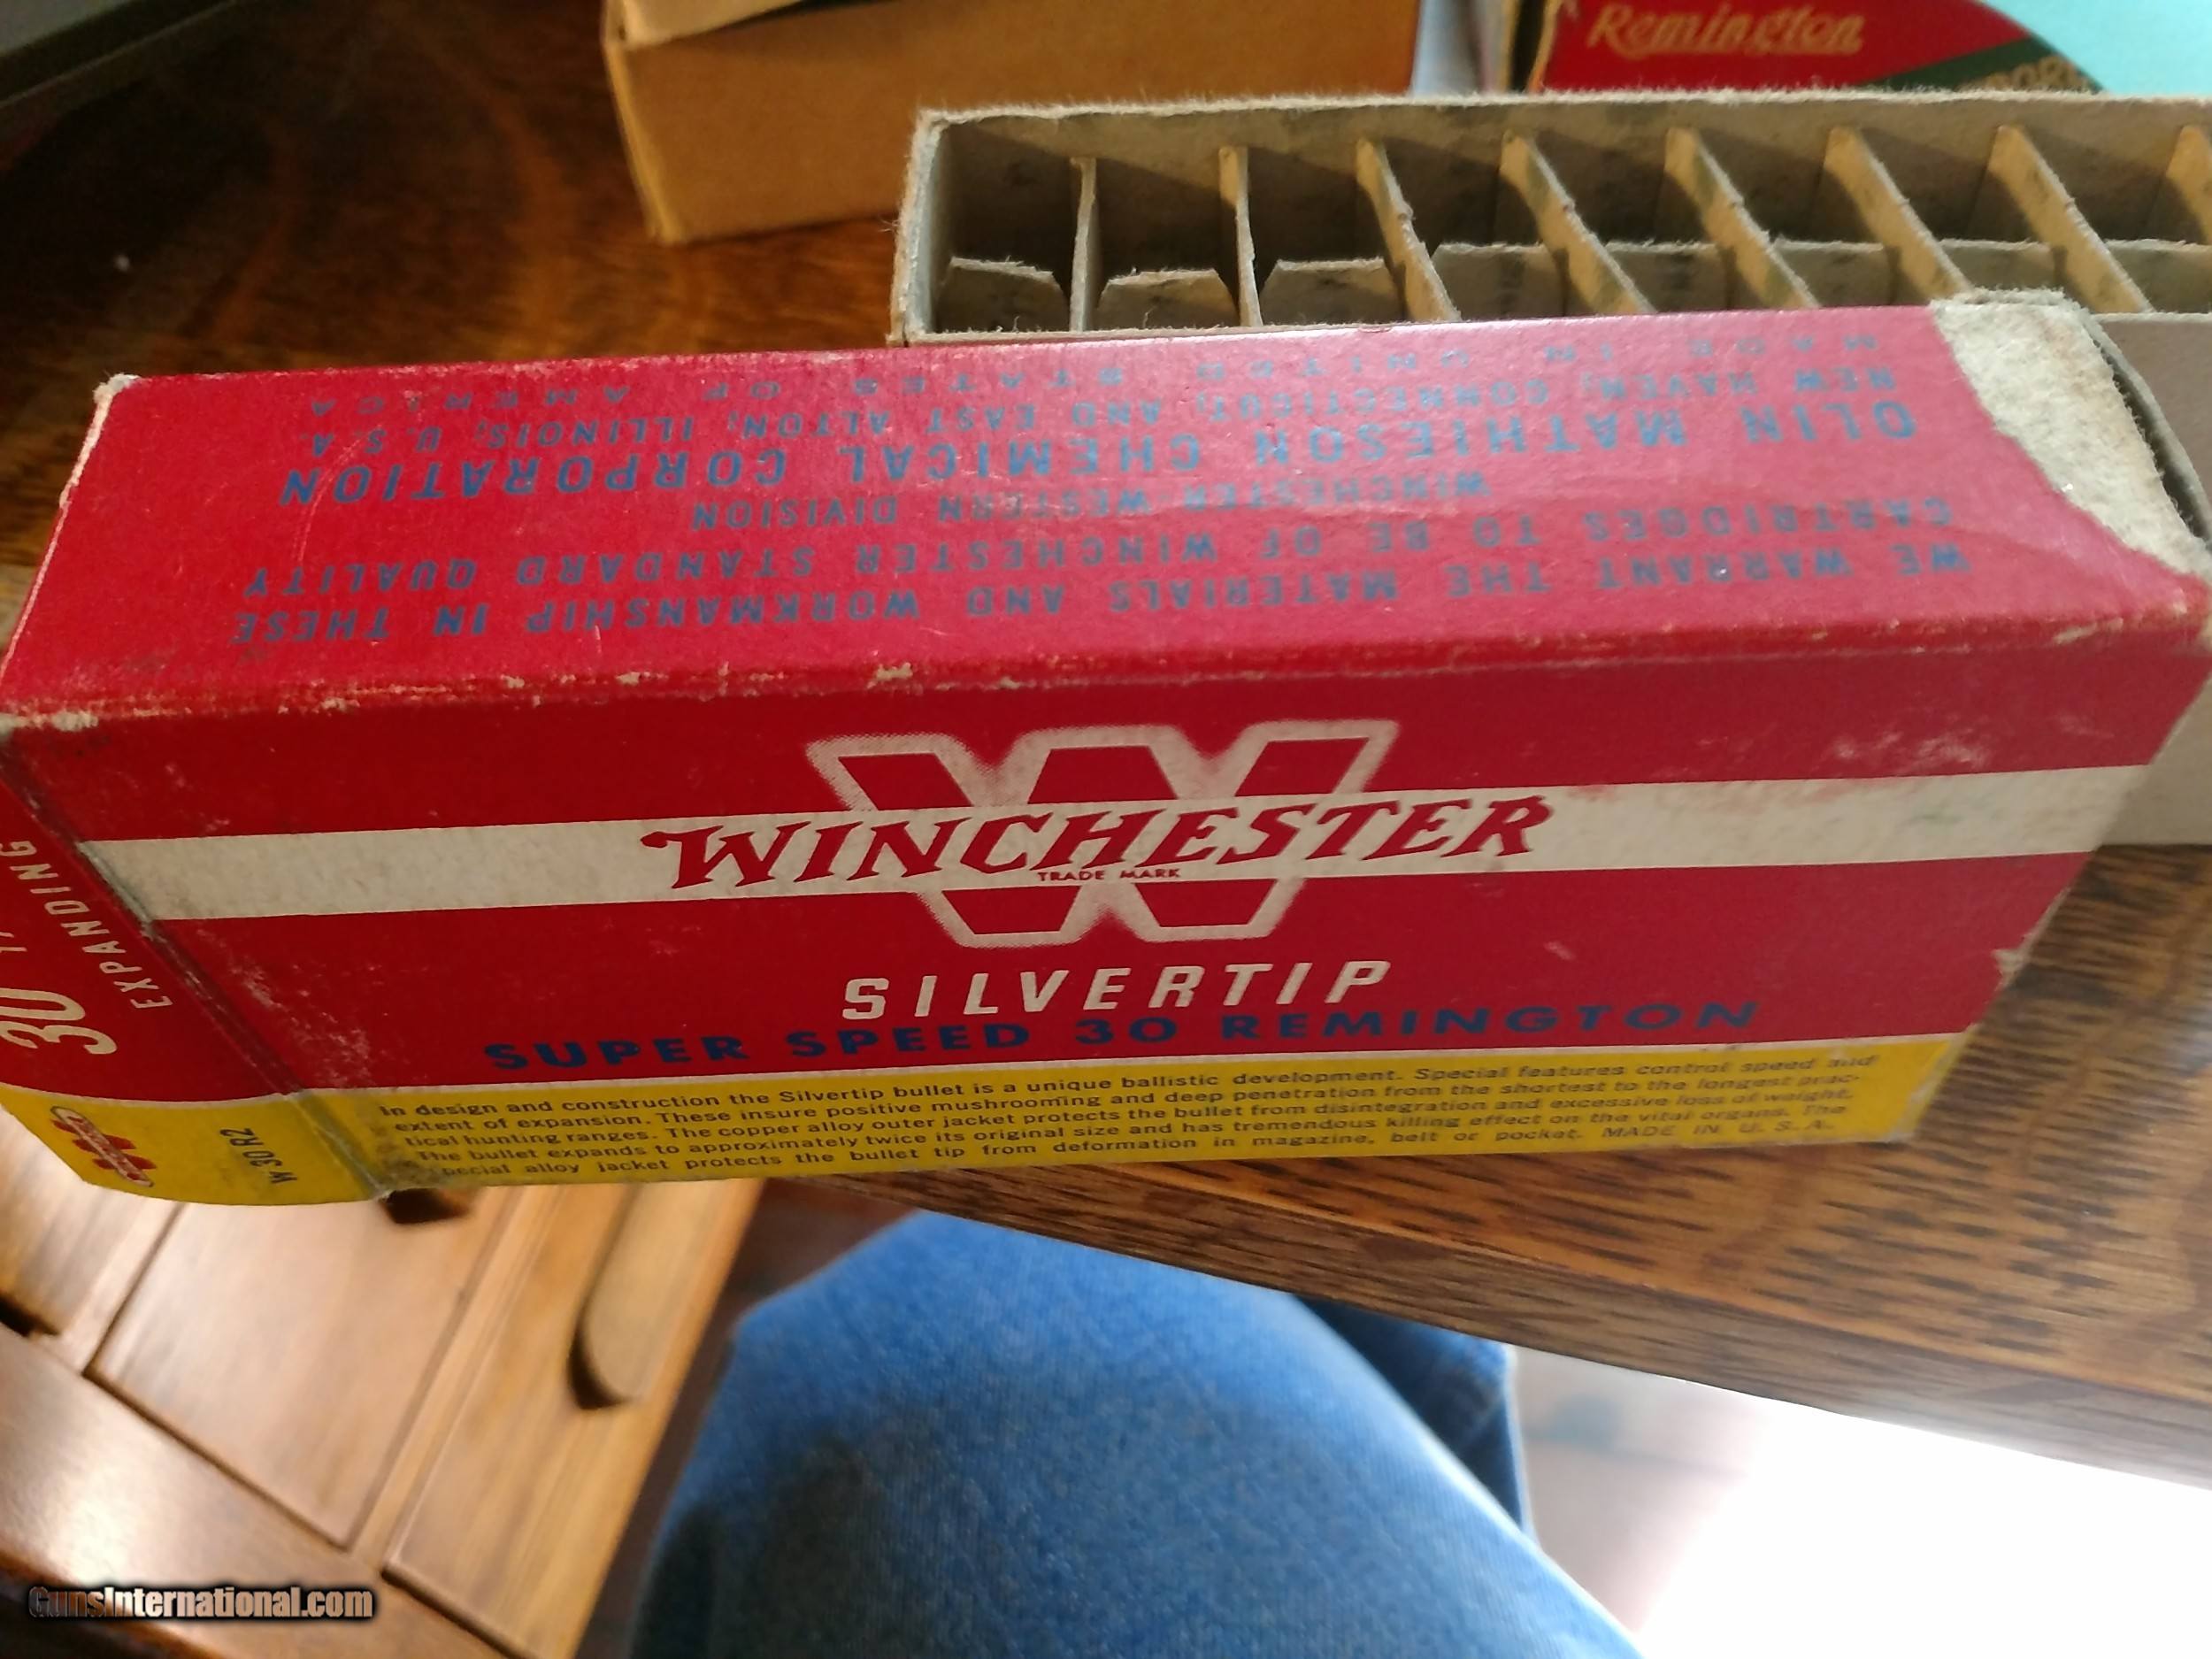 Remington
WE WARRANT THE MATERIALS AND WORKMANSHIP IN THESE
CARTRIDGES TO BE OF WINCHESTER STANDARD QUALITY
WINCHESTER-WESTERN DIVISION
OLIN MATHIESON CHEMICAL CORPORATION
NEW HAVEN, CONNECTICUT, AND EAST ALTON, ILLINOIS, U.S.A.
MADE IN UNITED STATES OF AMERICA
W
WINCHESTER
TRADE MARK
SILVERTIP
SUPER SPEED 30 REMINGTON
In design and construction the Silvertip bullet is a unique ballistic development. Special features control speed and
extent of expansion. These insure positive mushrooming and deep penetration from the shortest to the longest prac-
tical hunting ranges. The copper alloy outer jacket protects the bullet from disintegration and excessive loss of weight.
The bullet expands to approximately twice its original size and has tremendous killing effect on the vital organs. The
special alloy jacket protects the bullet tip from deformation in magazine, belt or pocket. MADE IN U.S.A.
30
EXPANDING
W30R2
GunsInternational.com